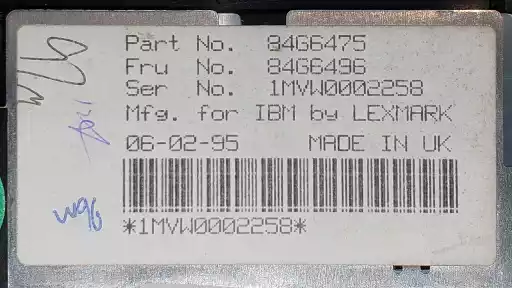 Part No. 84G6475
Fru No. 84G6496
Ser No. 1MVW0002258
Mfg. for IBM by LEXMARK
06-02-95 MADE IN UK
*1MVW0002258*
W96